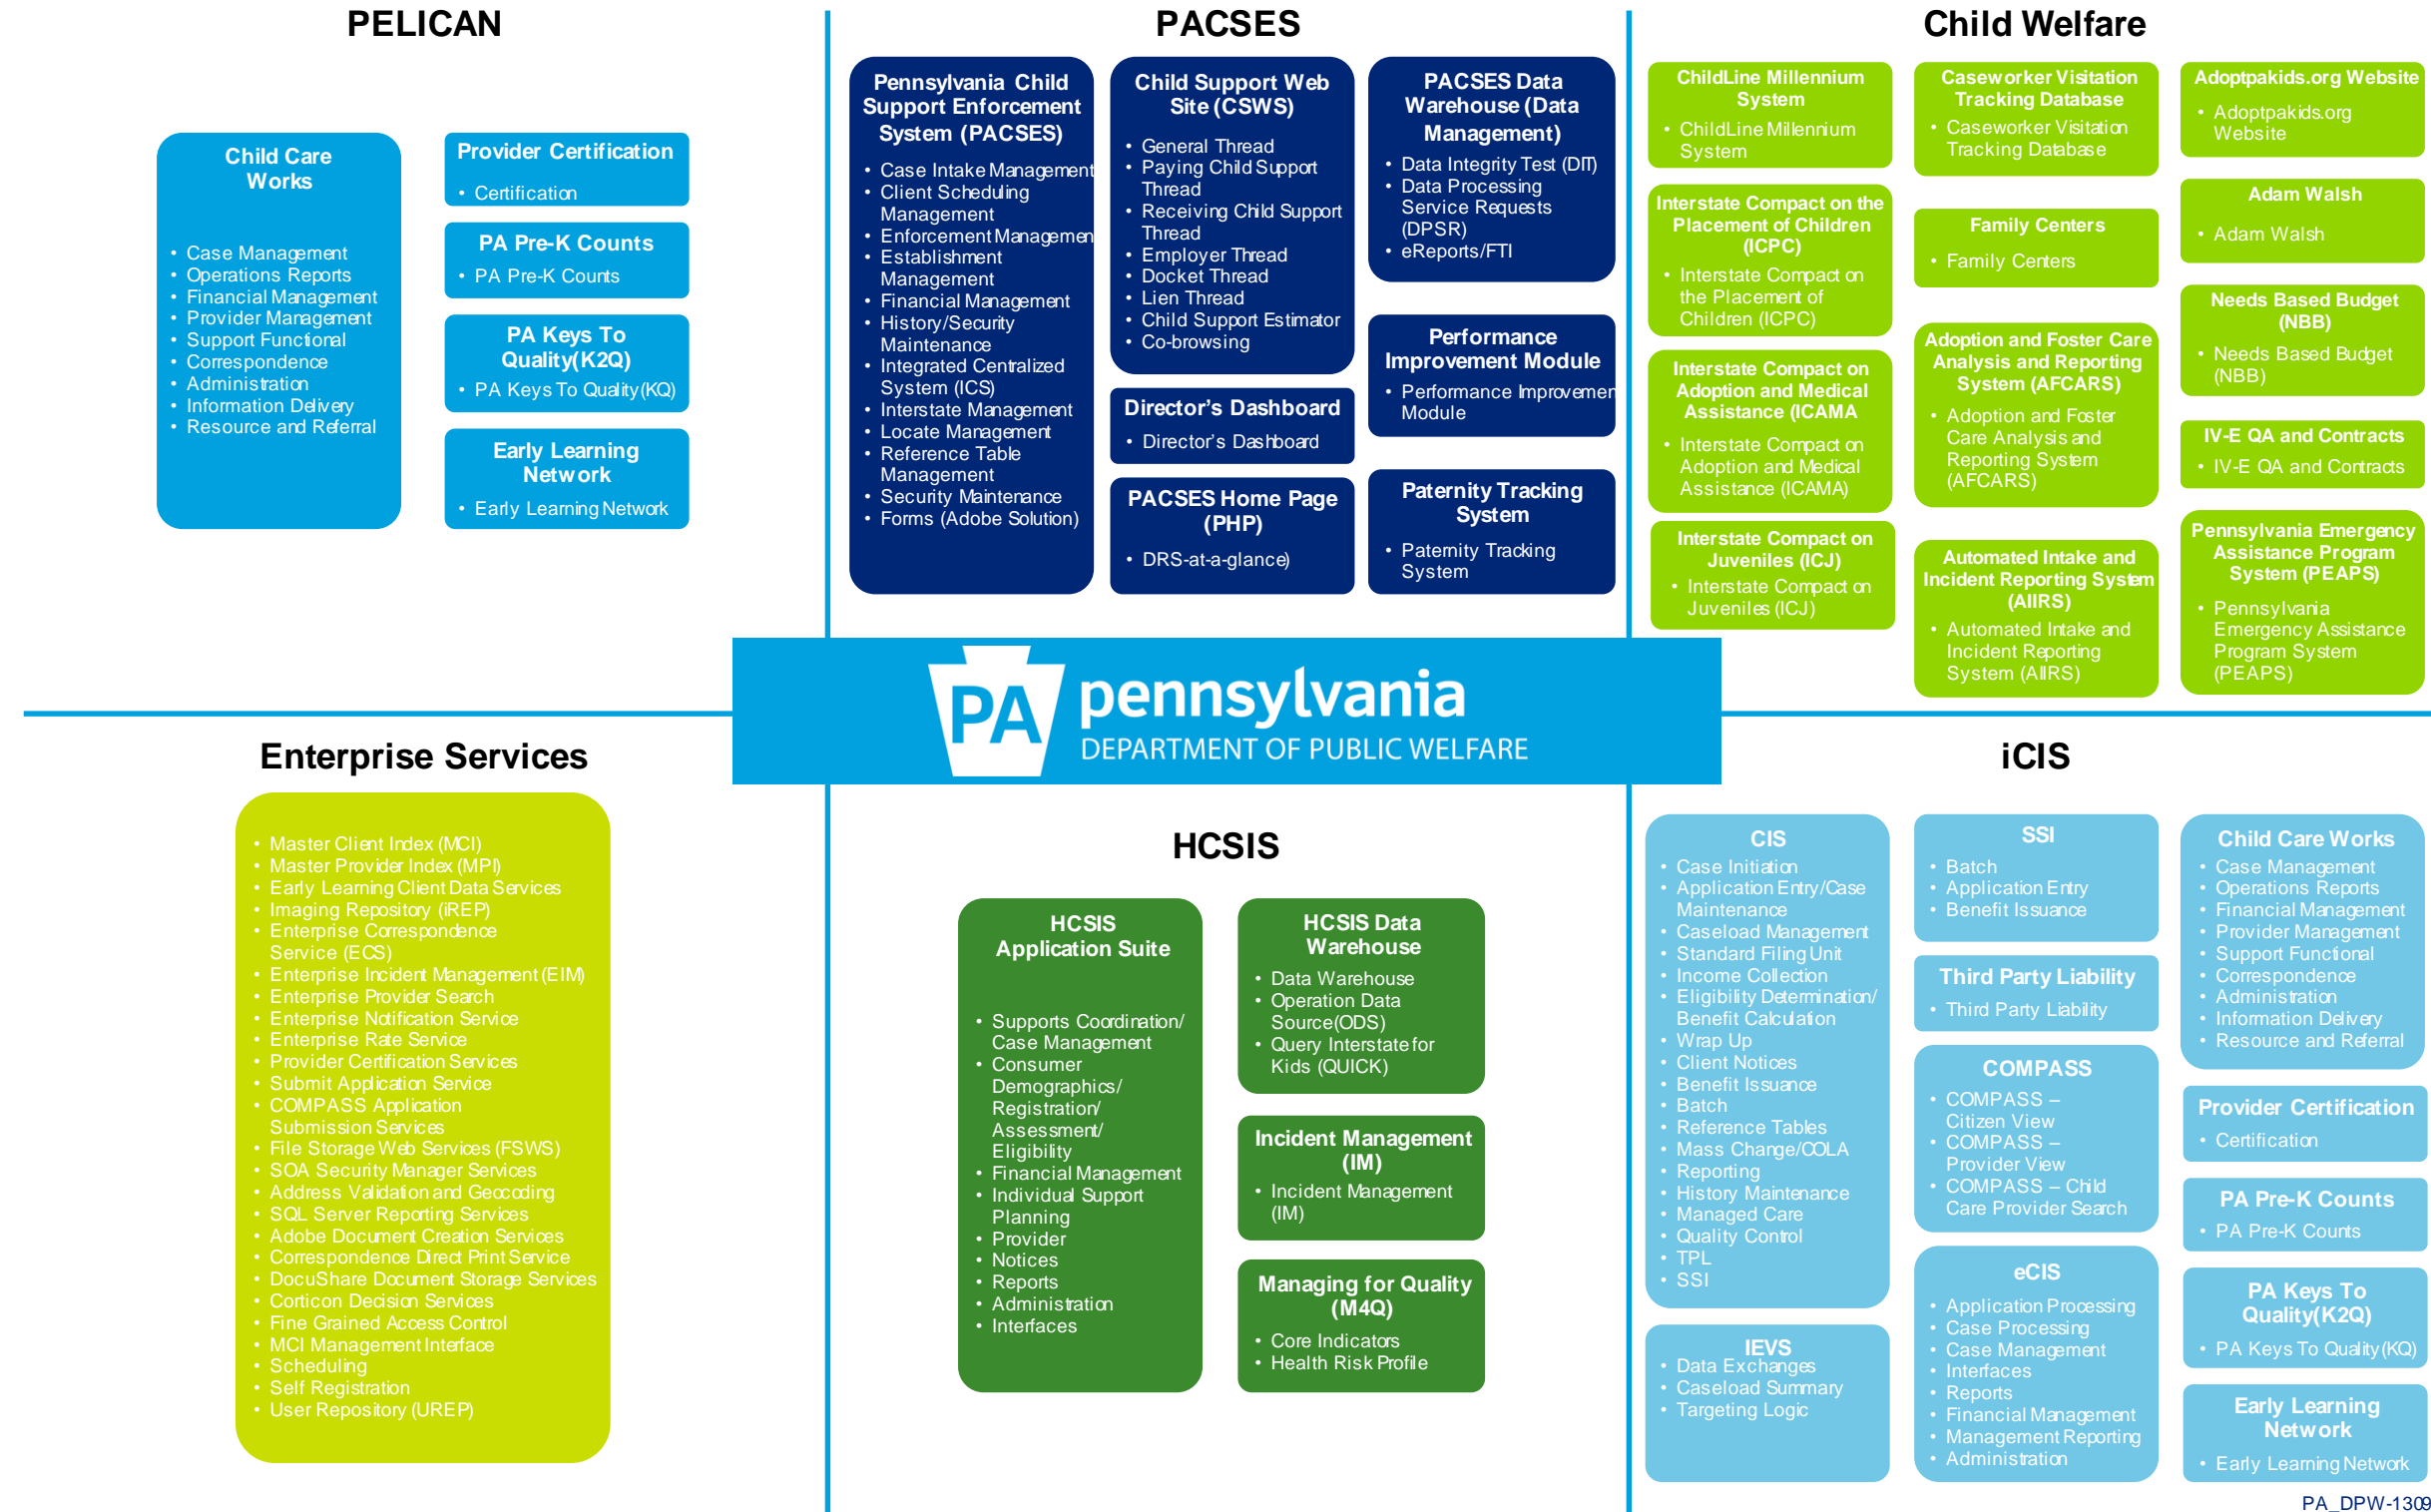 PELICAN
Child Care
Works
• Case Management
• Operations Reports
• Financial Management
• Provider Management
• Support Functional
• Correspondence
• Administration
• Information Delivery
• Resource and Referral
Provider Certification
• Certification
PA Pre-K Counts
• PA Pre-K Counts
PA Keys To
Quality(K2Q)
• PA Keys To Quality(KQ)
Early Learning
Network
• Early Learning Network
PACSES
Pennsylvania Child
Support Enforcement
System (PACSES)
• Case Intake Management
• Client Scheduling
Management
• Enforcement Managemen
• Establishment
Management
• Financial Management
• History/Security
Maintenance
• Integrated Centralized
System (ICS)
• Interstate Management
• Locate Management
• Reference Table
Management
• Security Maintenance
• Forms (Adobe Solution)
Child Support Web
Site (CSWS)
• General Thread
• Paying Child Support
Thread
• Receiving Child Support
Thread
• Employer Thread
• Docket Thread
• Lien Thread
• Child Support Estimator
• Co-browsing
Director's Dashboard
• Director's Dashboard
PACSES Home Page
(PHP)
• DRS-at-a-glance)
PACSES Data
Warehouse (Data
Management)
• Data Integrity Test (DIT)
• Data Processing
Service Requests
(DPSR)
• eReports/FTI
Performance
Improvement Module
• Performance Improvemen
Module
Paternity Tracking
System
• Paternity Tracking
System
Child Welfare
ChildLine Millennium
System
• ChildLine Millennium
System
Interstate Compact on the
Placement of Children
(ICPC)
• Interstate Compact on
the Placement of
Children (ICPC)
Interstate Compact on
Adoption and Medical
Assistance (ICAMA
• Interstate Compact on
Adoption and Medical
Assistance (ICAMA)
Interstate Compact on
Juveniles (ICJ)
• Interstate Compact on
Juveniles (ICJ)
Caseworker Visitation
Tracking Database
• Caseworker Visitation
Tracking Database
Family Centers
• Family Centers
Adoption and Foster Care
Analysis and Reporting
System (AFCARS)
• Adoption and Foster
Care Analysis and
Reporting System
(AFCARS)
Automated Intake and
Incident Reporting System
(AIIRS)
• Automated Intake and
Incident Reporting
System (AIIRS)
Adoptpakids.org Website
• Adoptpakids.org
Website
Adam Walsh
• Adam Walsh
Needs Based Budget
(NBB)
• Needs Based Budget
(NBB)
IV-E QA and Contracts
• IV-E QA and Contracts
Pennsylvania Emergency
Assistance Program
System (PEAPS)
• Pennsylvania
Emergency Assistance
Program System
(PEAPS)
PA
pennsylvania
DEPARTMENT OF PUBLIC WELFARE
Enterprise Services
• Master Client Index (MCI)
• Master Provider Index (MPI)
• Early Learning Client Data Services
• Imaging Repository (iREP)
• Enterprise Correspondence
Service (ECS)
• Enterprise Incident Management (EIM)
• Enterprise Provider Search
• Enterprise Notification Service
• Enterprise Rate Service
• Provider Certification Services
• Submit Application Service
• COMPASS Application
Submission Services
• File Storage Web Services (FSWS)
• SOA Security Manager Services
• Address Validation and Geocoding
• SQL Server Reporting Services
• Adobe Document Creation Services
• Correspondence Direct Print Service
• DocuShare Document Storage Services
• Corticon Decision Services
• Fine Grained Access Control
• MCI Management Interface
• Scheduling
• Self Registration
• User Repository (UREP)
HCSIS
HCSIS
Application Suite
• Supports Coordination/
Case Management
• Consumer
Demographics/
Registration/
Assessment/
Eligibility
• Financial Management
• Individual Support
Planning
• Provider
• Notices
• Reports
• Administration
• Interfaces
HCSIS Data
Warehouse
• Data Warehouse
• Operation Data
Source(ODS)
• Query Interstate for
Kids (QUICK)
Incident Management
(IM)
• Incident Management
(IM)
Managing for Quality
(M4Q)
• Core Indicators
• Health Risk Profile
iCIS
CIS
• Case Initiation
• Application Entry/Case
Maintenance
• Caseload Management
• Standard Filing Unit
• Income Collection
• Eligibility Determination/
Benefit Calculation
• Wrap Up
• Client Notices
• Benefit Issuance
• Batch
• Reference Tables
• Mass Change/COLA
• Reporting
• History Maintenance
• Managed Care
• Quality Control
• TPL
• SSI
IEVS
• Data Exchanges
• Caseload Summary
• Targeting Logic
SSI
• Batch
• Application Entry
• Benefit Issuance
Third Party Liability
• Third Party Liability
COMPASS
• COMPASS –
Citizen View
• COMPASS –
Provider View
• COMPASS – Child
Care Provider Search
eCIS
• Application Processing
• Case Processing
• Case Management
• Interfaces
• Reports
• Financial Management
• Management Reporting
• Administration
Child Care Works
• Case Management
• Operations Reports
• Financial Management
• Provider Management
• Support Functional
• Correspondence
• Administration
• Information Delivery
• Resource and Referral
Provider Certification
• Certification
PA Pre-K Counts
• PA Pre-K Counts
PA Keys To
Quality(K2Q)
• PA Keys To Quality(KQ)
Early Learning
Network
• Early Learning Network
PA_DPW-1309